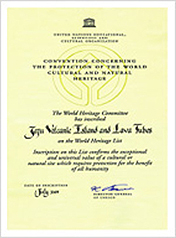 UNITED NATIONS EDUCATIONAL,
SCIENTIFIC AND
CULTURAL ORGANIZATION
CONVENTION CONCERNING
THE PROTECTION OF THE WORLD
CULTURAL AND NATURAL
HERITAGE
The World Heritage Committee
has inscribed
Jeju Volcanic Island and Lava Tubes
on the World Heritage List
Inscription on this List confirms the exceptional
and universal value of a cultural or
natural site which requires protection for the benefit
of all humanity
DATE OF INSCRIPTION
July
DIRECTOR-GENERAL
OF UNESCO